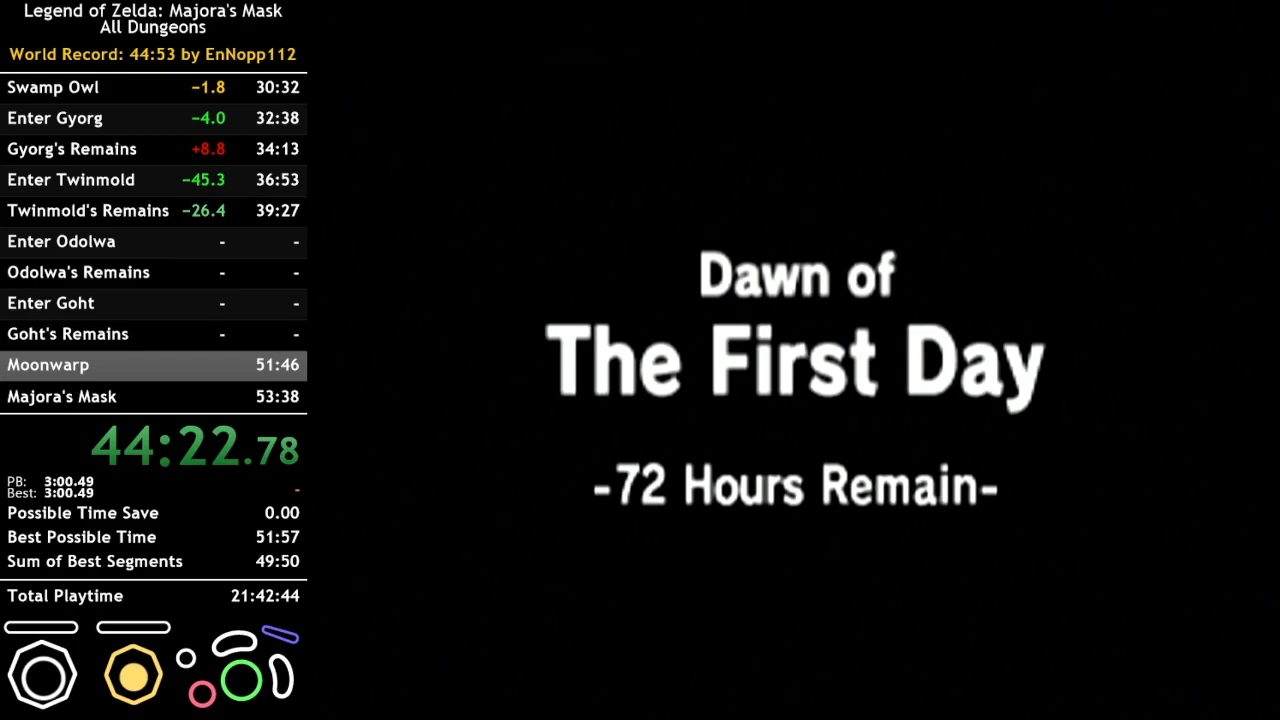 Legend of Zelda: Majora's Mask
All Dungeons
World Record: 44:53 by EnNopp112
Swamp Owl −1.8 30:32
Enter Gyorg −4.0 32:38
Gyorg's Remains +8.8 34:13
Enter Twinmold −45.3 36:53
Twinmold's Remains −26.4 39:27
Enter Odolwa - -
Odolwa's Remains - -
Enter Goht - -
Goht's Remains - -
Moonwarp 51:46
Majora's Mask 53:38
44:22.78
PB: 3:00.49
Best: 3:00.49 -
Possible Time Save 0.00
Best Possible Time 51:57
Sum of Best Segments 49:50
Total Playtime 21:42:44
Dawn of
The First Day
-72 Hours Remain-